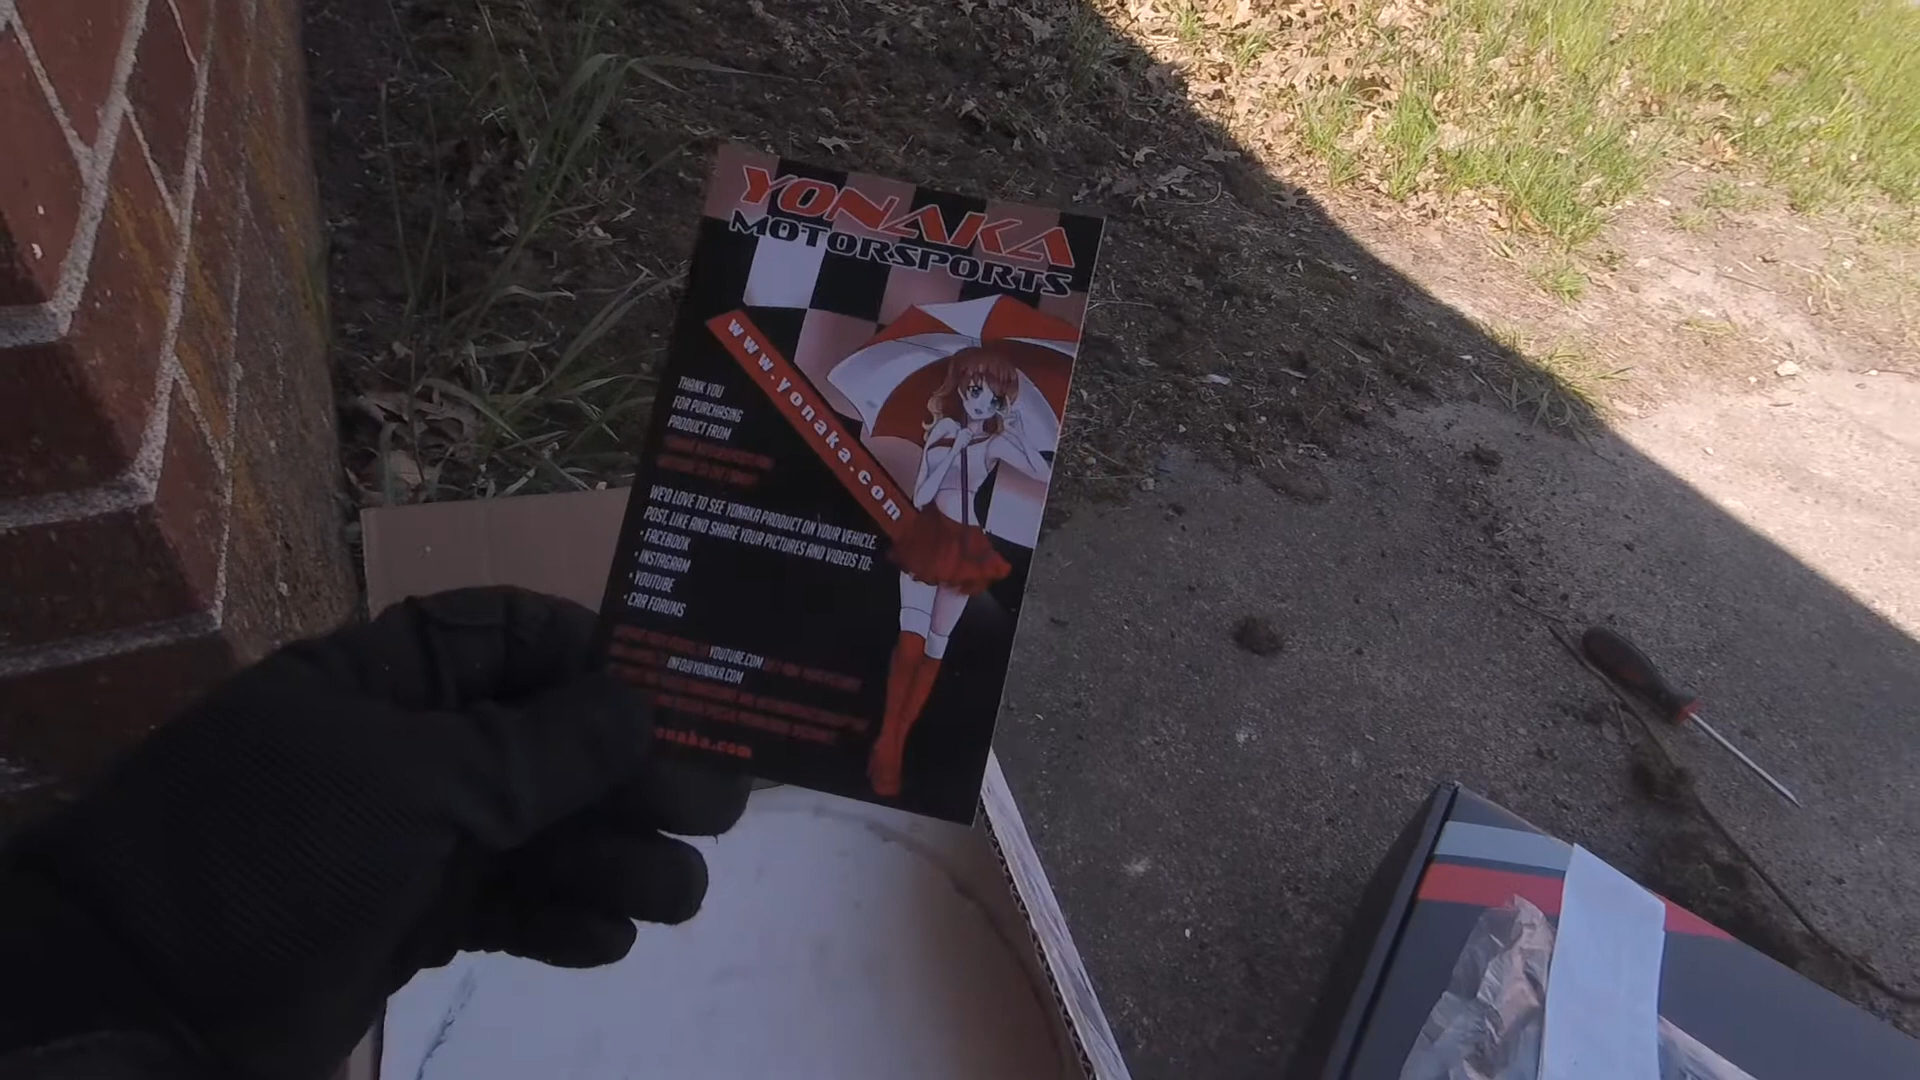 YONAKA
MOTORSPORTS
www.yonaka.com
THANK YOU
FOR PURCHASING
PRODUCT FROM
WE'D LOVE TO SEE YONAKA PRODUCT ON YOUR VEHICLE.
POST, LIKE AND SHARE YOUR PICTURES AND VIDEOS TO:
• FACEBOOK
• INSTAGRAM
• YOUTUBE
• CAR FORUMS
YOUTUBE.COM
INFO@YONAKA.COM
onaka.com